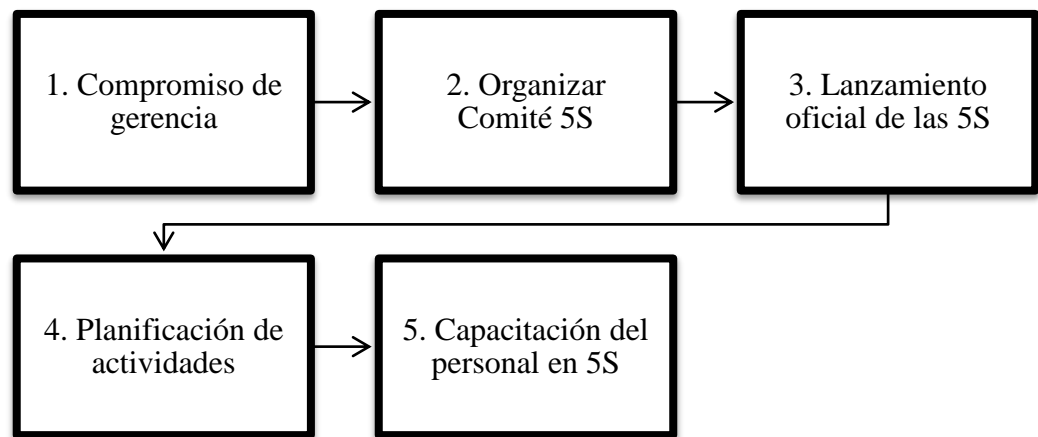 1. Compromiso de
gerencia
2. Organizar
Comité 5S
3. Lanzamiento
oficial de las 5S
4. Planificación de
actividades
5. Capacitación del
personal en 5S